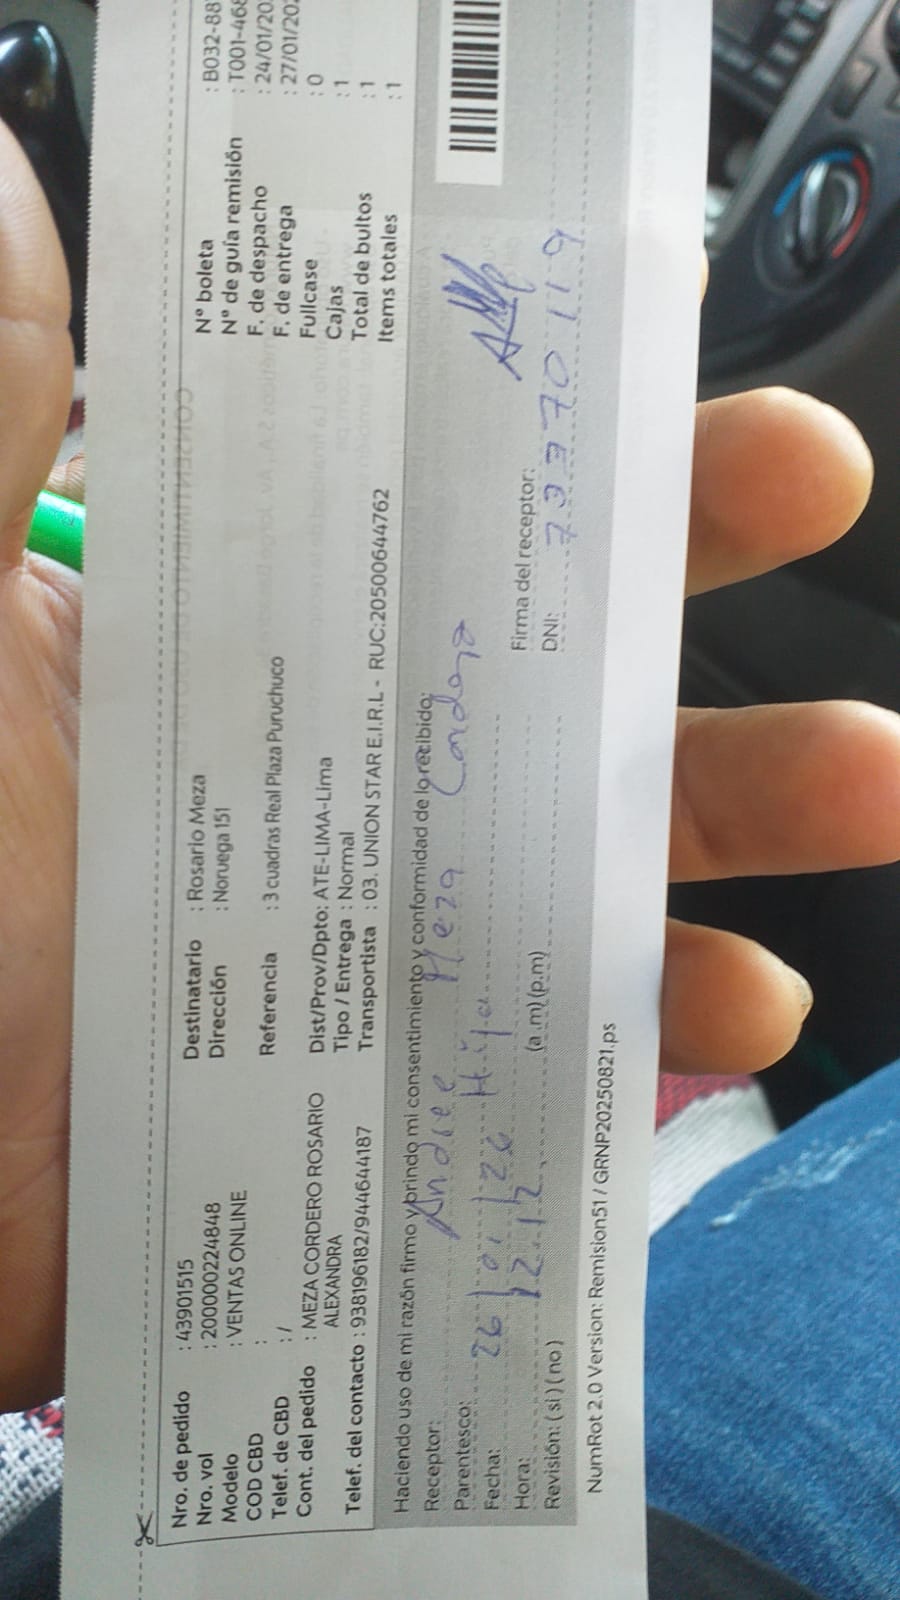 Nro. de pedido : 43901515
Nro. vol : 200000224848
Modelo : VENTAS ONLINE
COD CBD :
Telef. de CBD : /
Cont. del pedido : MEZA CORDERO ROSARIO
ALEXANDRA
Telef. del contacto : 938196182/944644187
Destinatario : Rosario Meza
Dirección : Noruega 151
Referencia : 3 cuadras Real Plaza Puruchuco
Dist/Prov/Dpto: ATE-LIMA-Lima
Tipo / Entrega : Normal
Transportista : 03. UNION STAR E.I.R.L - RUC:20500644762
N° boleta : B032-88
N° de guía remisión : T001-468
F. de despacho : 24/01/20
F. de entrega : 27/01/20
Fullcase : 0
Cajas : 1
Total de bultos : 1
Items totales : 1
Haciendo uso de mi razón firmo y brindo mi consentimiento y conformidad de lo recibido:
Receptor: Andree Meza
Parentesco: Hija
Fecha: 26/01/26
Hora: 12:12 (a.m) (p.m)
Revisión: ( si ) ( no )
Firma del receptor:
DNI: 73370119
NumRot 2.0 Version: Remision51 / GRNP20250821.ps